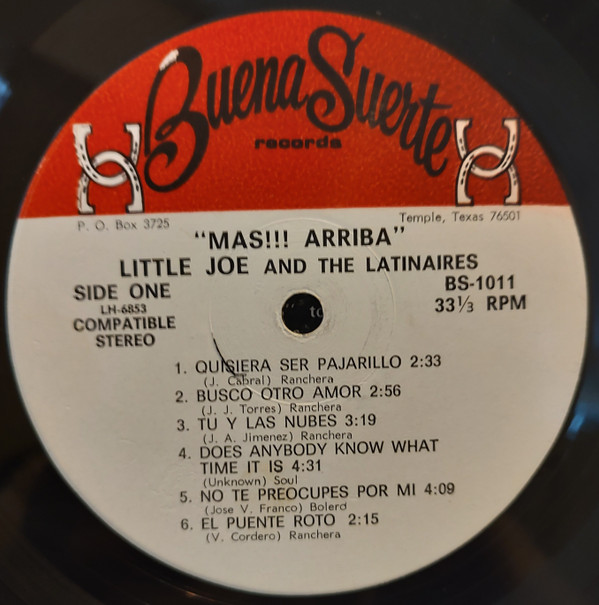 Buena Suerte
records
P. O. Box 3725
Temple, Texas 76501
"MAS!!! ARRIBA"
LITTLE JOE AND THE LATINAIRES
SIDE ONE
BS-1011
LH-6853
33⅓ RPM
COMPATIBLE
STEREO
1. QUISIERA SER PAJARILLO 2:33
(J. Cabral) Ranchera
2. BUSCO OTRO AMOR 2:56
(J. J. Torres) Ranchera
3. TU Y LAS NUBES 3:19
(J. A. Jimenez) Ranchera
4. DOES ANYBODY KNOW WHAT
TIME IT IS 4:31
(Unknown) Soul
5. NO TE PREOCUPES POR MI 4:09
(Jose V. Franco) Bolero
6. EL PUENTE ROTO 2:15
(V. Cordero) Ranchera